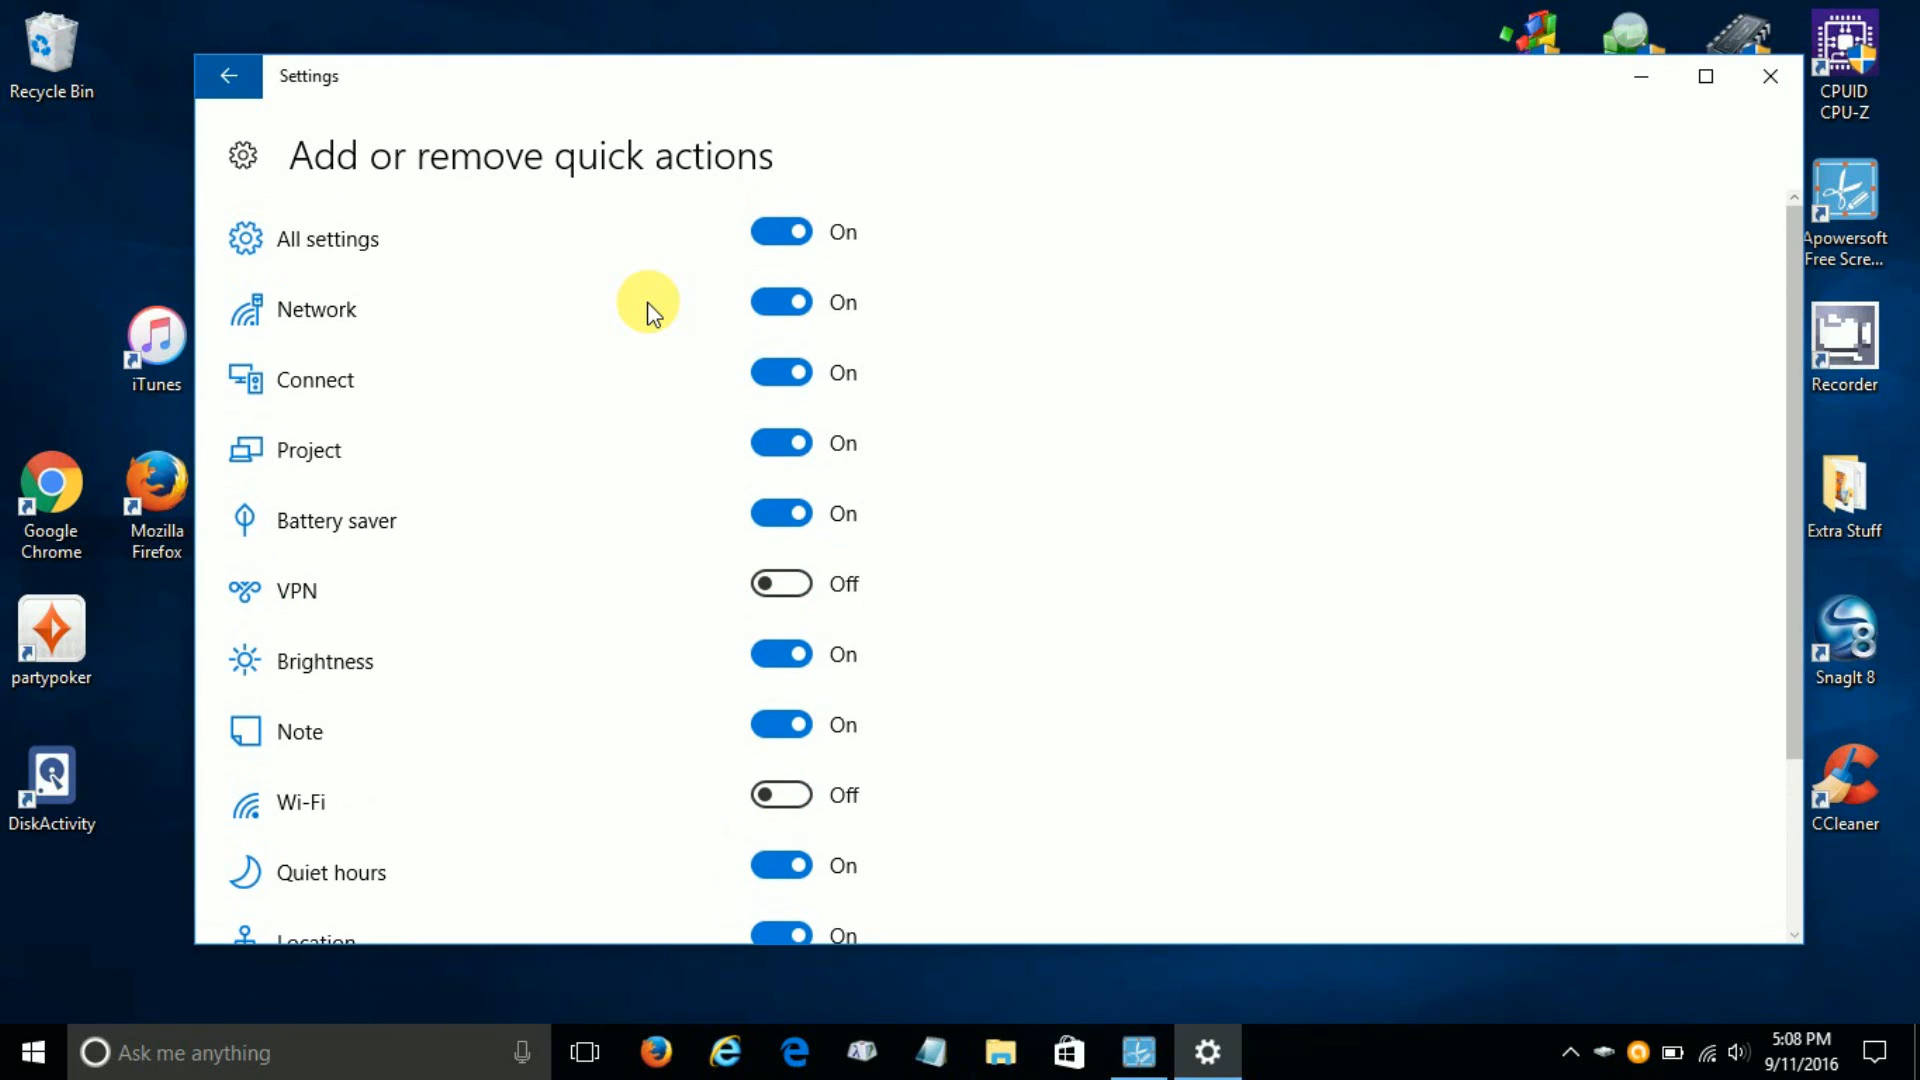 Recycle Bin
iTunes
Google
Chrome
Mozilla
Firefox
partypoker
DiskActivity
Settings
Add or remove quick actions
All settings On
Network On
Connect On
Project On
Battery saver On
VPN Off
Brightness On
Note On
Wi-Fi Off
Quiet hours On
Location On
CPUID
CPU-Z
Apowersoft
Free Scre...
Recorder
Extra Stuff
SnagIt 8
CCleaner
Ask me anything
5:08 PM
9/11/2016